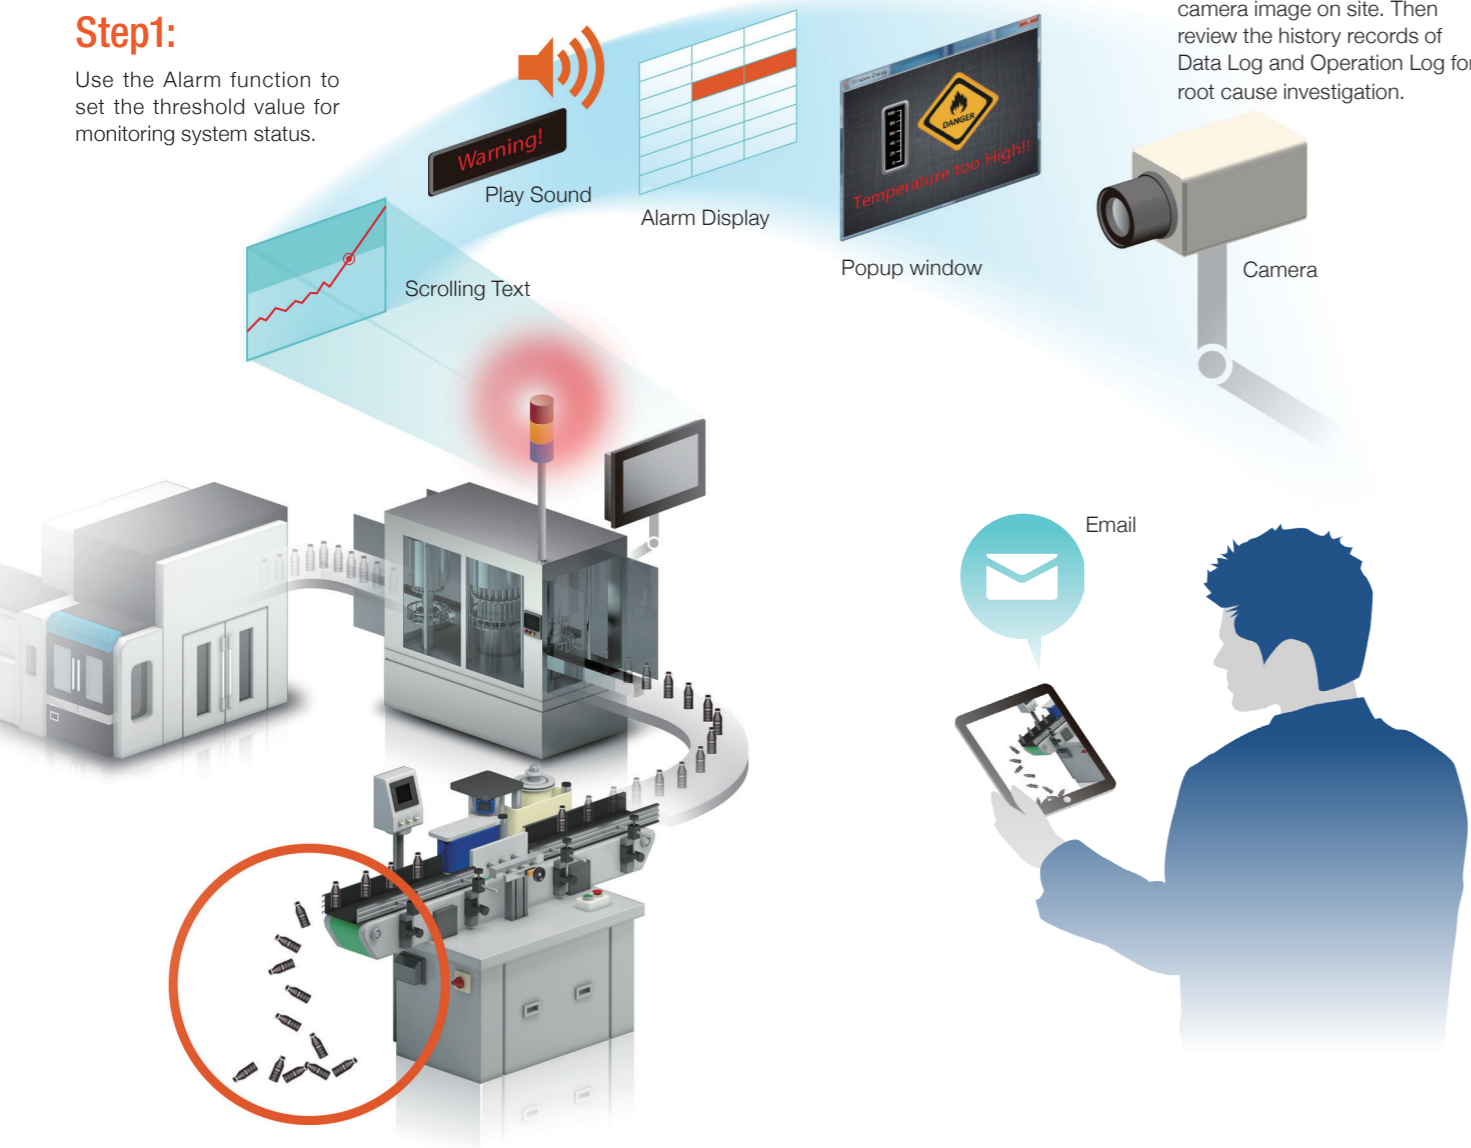 Step1:
Use the Alarm function to
set the threshold value for
monitoring system status.
camera image on site. Then
review the history records of
Data Log and Operation Log for
root cause investigation.
Warning!
Play Sound
Alarm Display
DANGER
Temperature too High!!
Popup window
Camera
Scrolling Text
Email